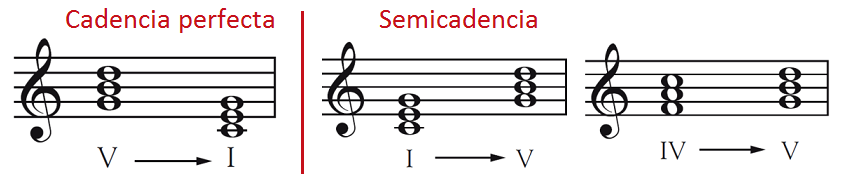 Cadencia perfecta
Semicadencia
V I
I V
IV V